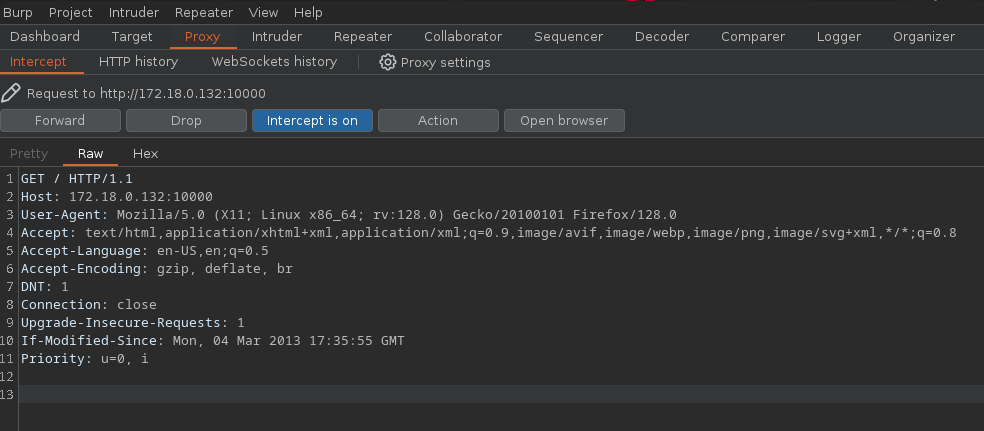 Burp Project Intruder Repeater View Help
Dashboard Target Proxy Intruder Repeater Collaborator Sequencer Decoder Comparer Logger Organizer
Intercept HTTP history WebSockets history Proxy settings
Request to http://172.18.0.132:10000
Forward Drop Intercept is on Action Open browser
Pretty Raw Hex
1 GET / HTTP/1.1
2 Host: 172.18.0.132:10000
3 User-Agent: Mozilla/5.0 (X11; Linux x86_64; rv:128.0) Gecko/20100101 Firefox/128.0
4 Accept: text/html,application/xhtml+xml,application/xml;q=0.9,image/avif,image/webp,image/png,image/svg+xml,*/*;q=0.8
5 Accept-Language: en-US,en;q=0.5
6 Accept-Encoding: gzip, deflate, br
7 DNT: 1
8 Connection: close
9 Upgrade-Insecure-Requests: 1
10 If-Modified-Since: Mon, 04 Mar 2013 17:35:55 GMT
11 Priority: u=0, i
12
13